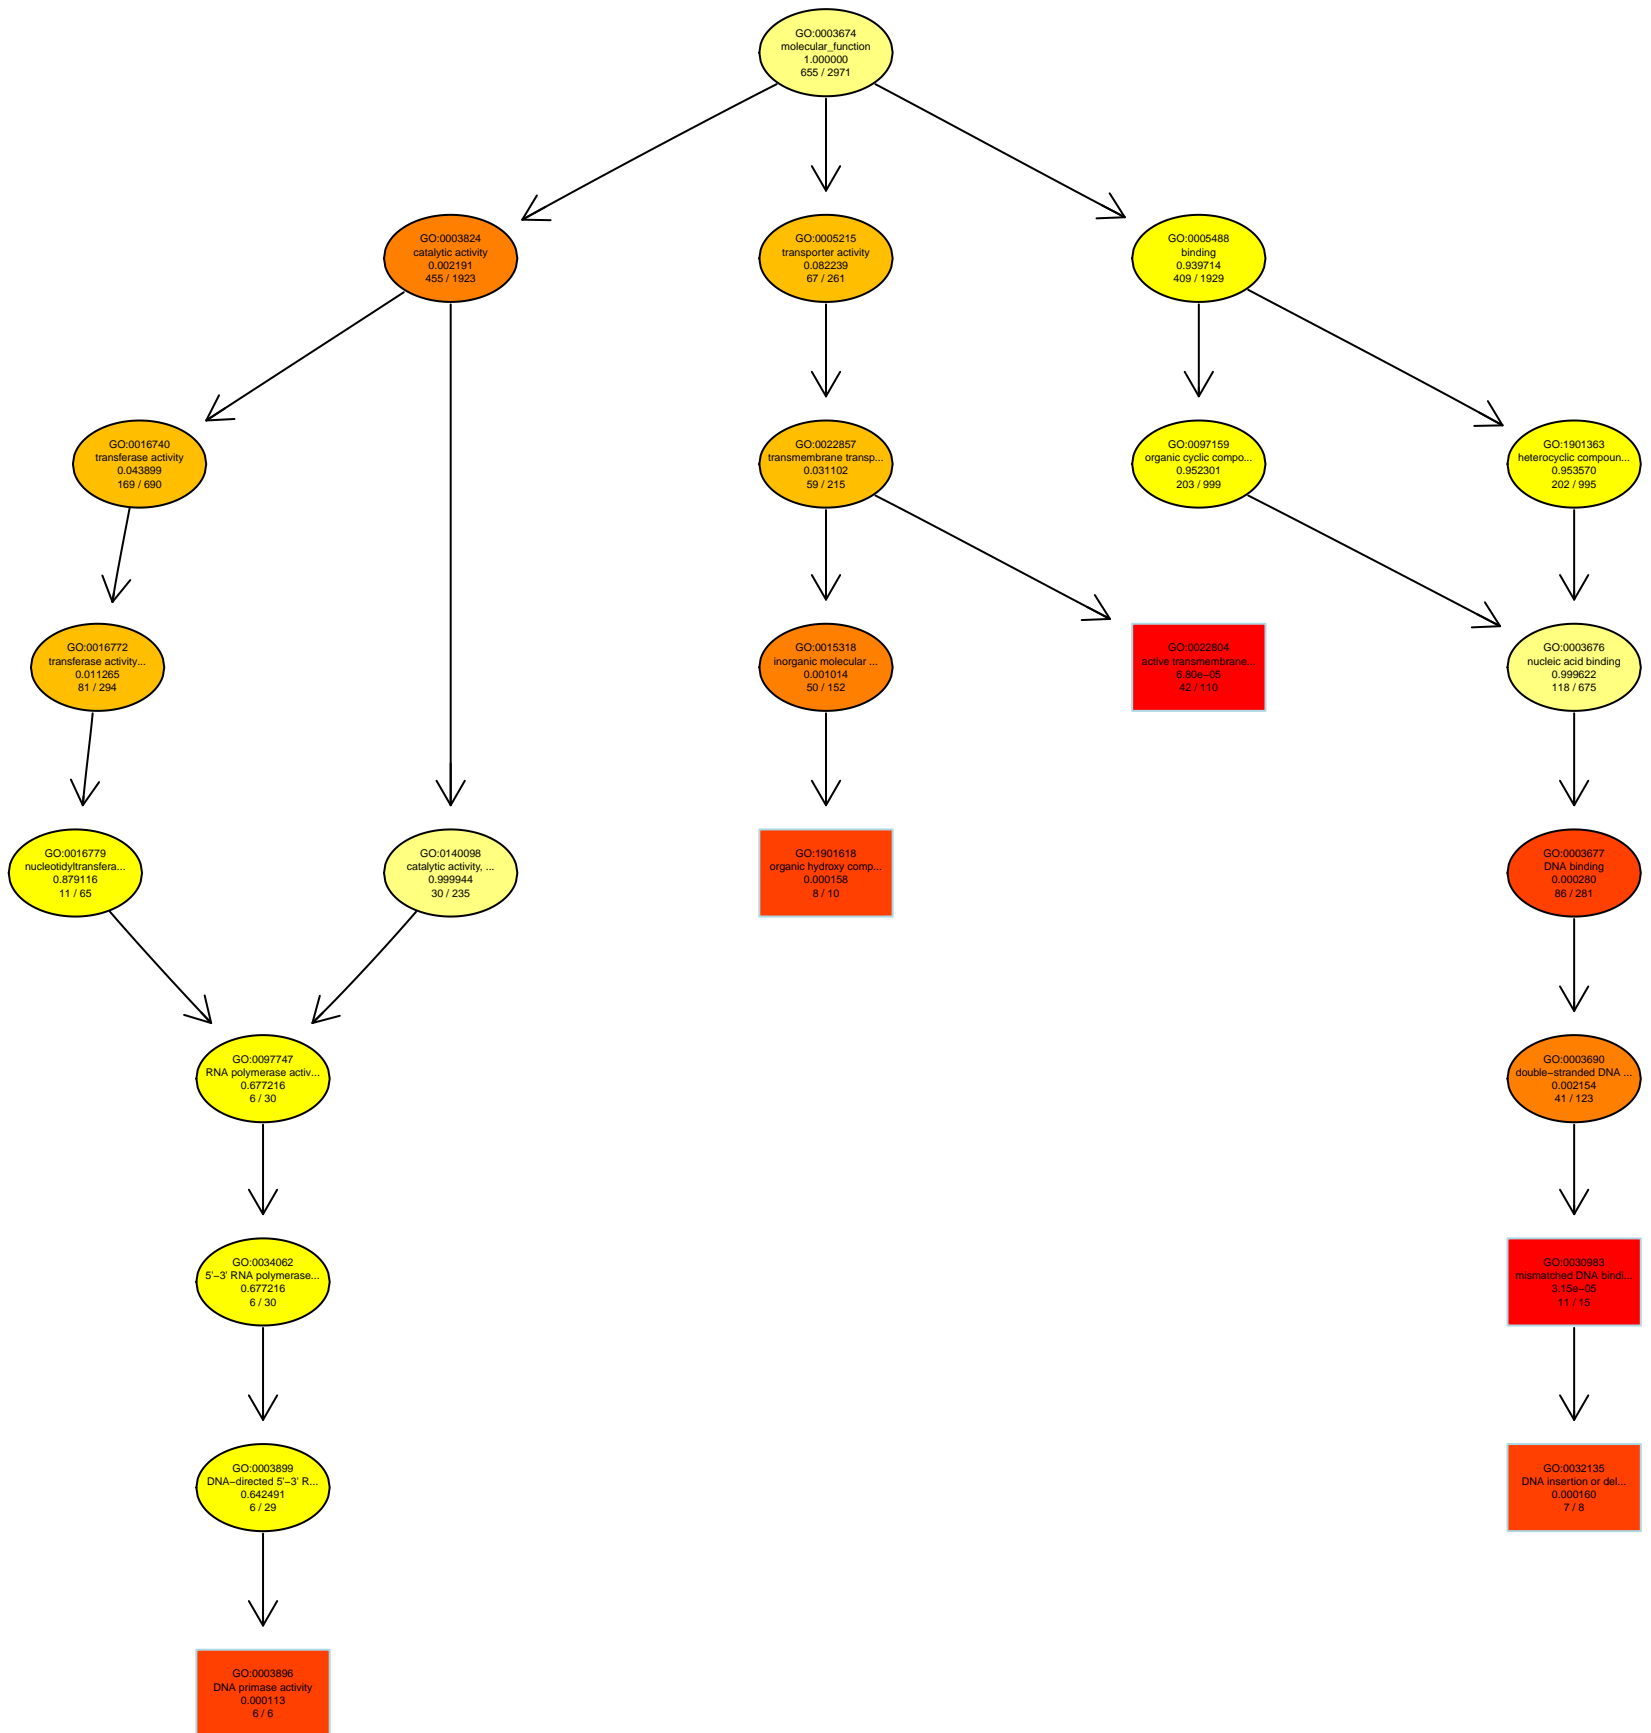 GO:0003674
molecular_function
1.000000
655 / 2971
GO:0003824
catalytic activity
0.002191
455 / 1923
GO:0005215
transporter activity
0.082239
67 / 261
GO:0005488
binding
0.939714
409 / 1929
GO:0016740
transferase activity
0.043899
169 / 690
GO:0022857
transmembrane transp...
0.031102
59 / 215
GO:0097159
organic cyclic compo...
0.952301
203 / 999
GO:1901363
heterocyclic compoun...
0.953570
202 / 995
GO:0016772
transferase activity...
0.011265
81 / 294
GO:0015318
inorganic molecular ...
0.001014
50 / 152
GO:0022804
active transmembrane...
6.80e−05
42 / 110
GO:0003676
nucleic acid binding
0.999622
118 / 675
GO:0016779
nucleotidyltransfera...
0.879116
11 / 65
GO:0140098
catalytic activity, ...
0.999944
30 / 235
GO:1901618
organic hydroxy comp...
0.000158
8 / 10
GO:0003677
DNA binding
0.000280
86 / 281
GO:0097747
RNA polymerase activ...
0.677216
6 / 30
GO:0003690
double−stranded DNA ...
0.002154
41 / 123
GO:0034062
5'−3' RNA polymerase...
0.677216
6 / 30
GO:0030983
mismatched DNA bindi...
3.15e−05
11 / 15
GO:0003899
DNA−directed 5'−3' R...
0.642491
6 / 29
GO:0032135
DNA insertion or del...
0.000160
7 / 8
GO:0003896
DNA primase activity
0.000113
6 / 6